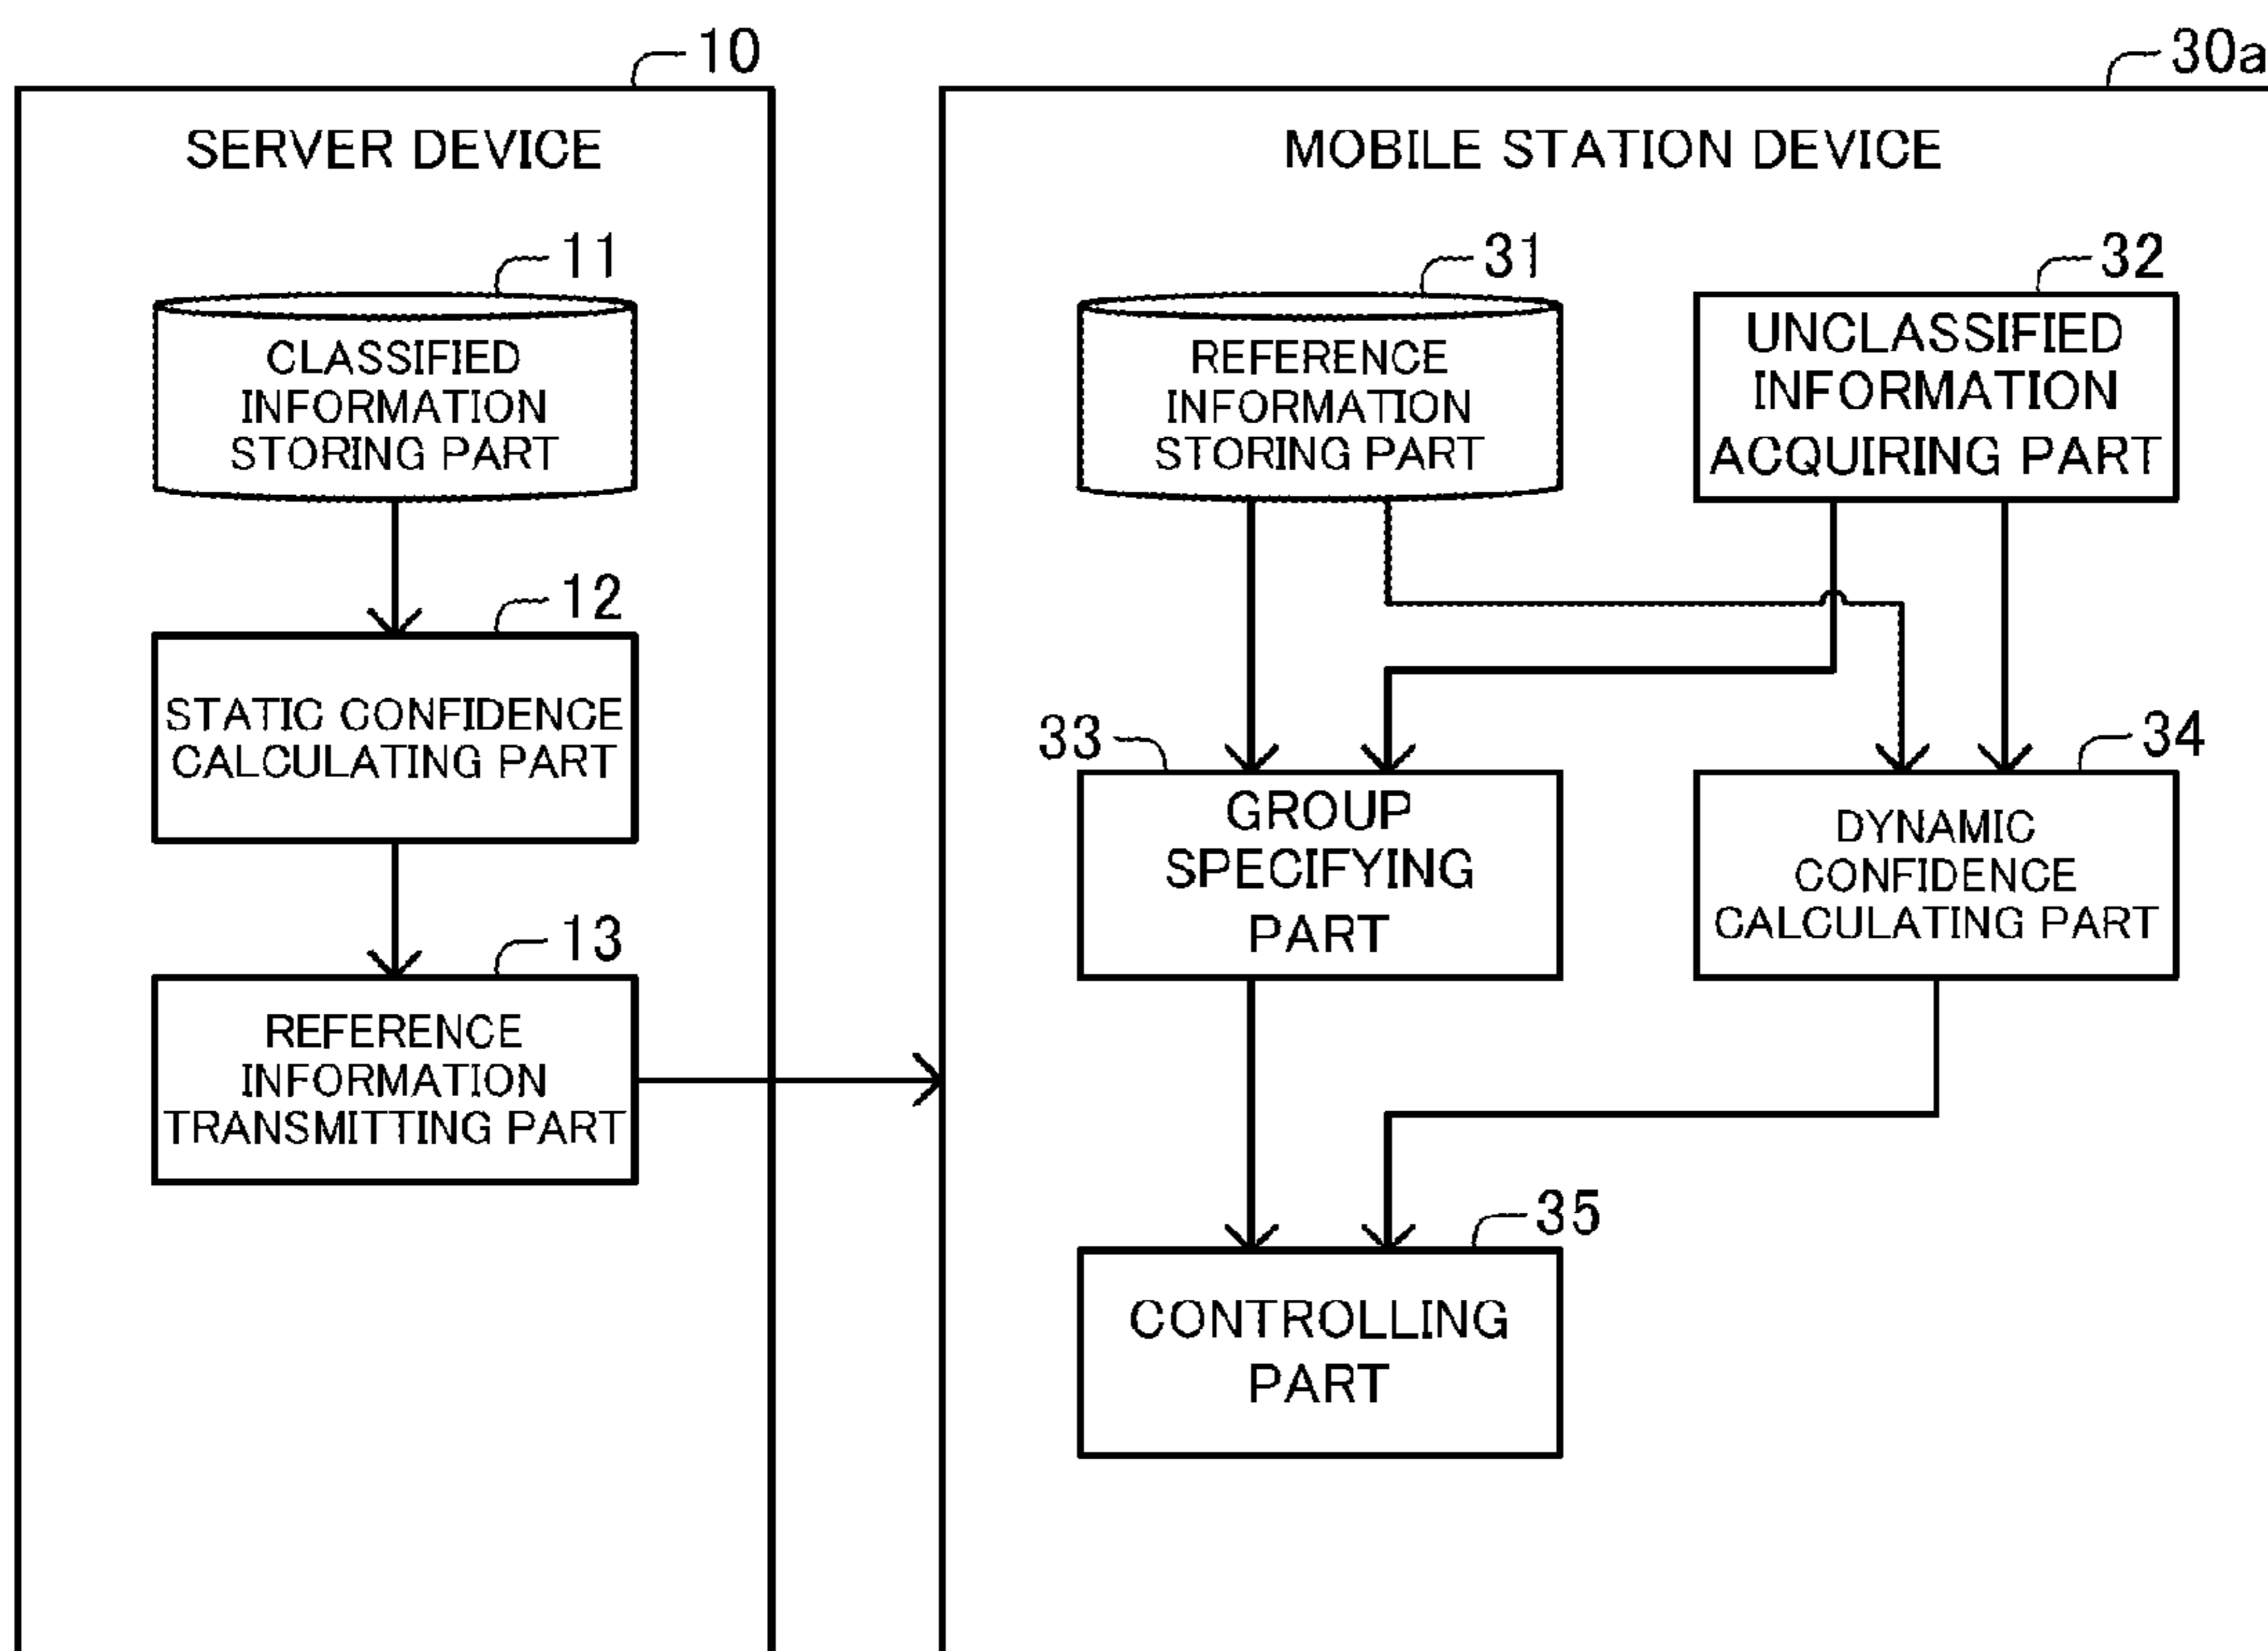 10
SERVER DEVICE
11
CLASSIFIED
INFORMATION
STORING PART
12
STATIC CONFIDENCE
CALCULATING PART
13
REFERENCE
INFORMATION
TRANSMITTING PART
30a
MOBILE STATION DEVICE
31
REFERENCE
INFORMATION
STORING PART
32
UNCLASSIFIED
INFORMATION
ACQUIRING PART
33
GROUP
SPECIFYING
PART
34
DYNAMIC
CONFIDENCE
CALCULATING PART
35
CONTROLLING
PART